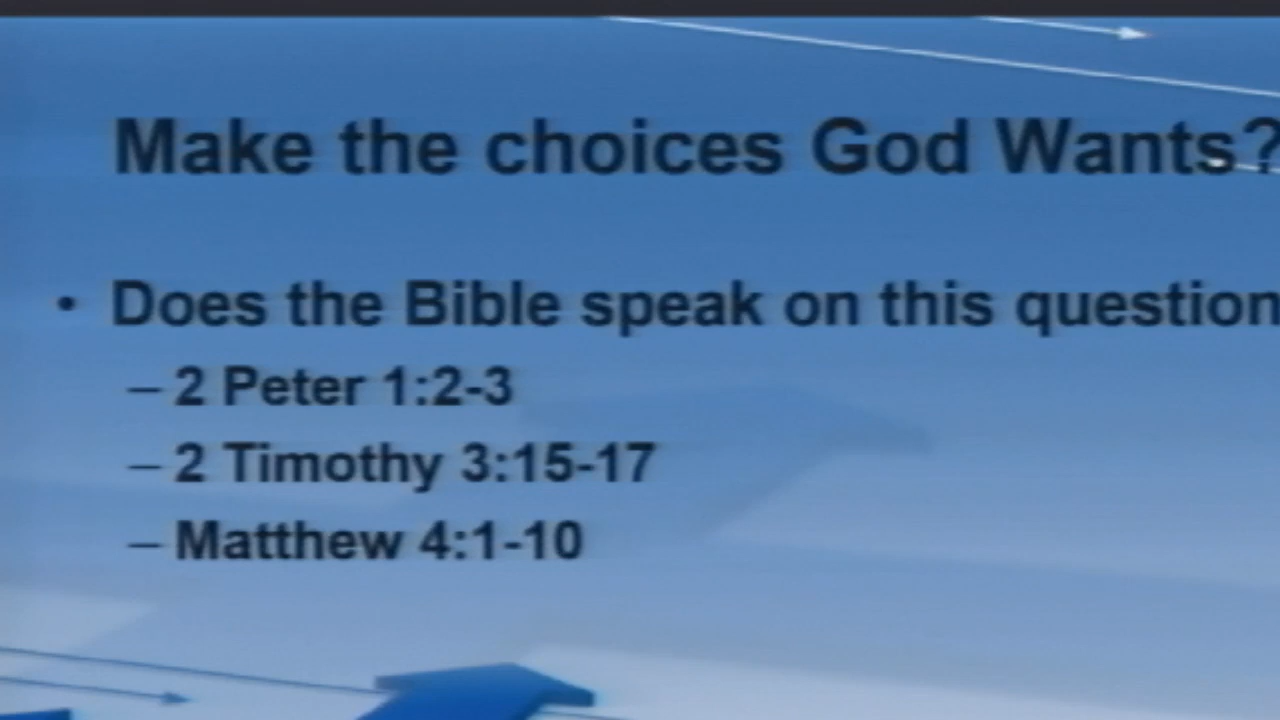 Make the choices God Wants?
• Does the Bible speak on this question
– 2 Peter 1:2-3
– 2 Timothy 3:15-17
– Matthew 4:1-10